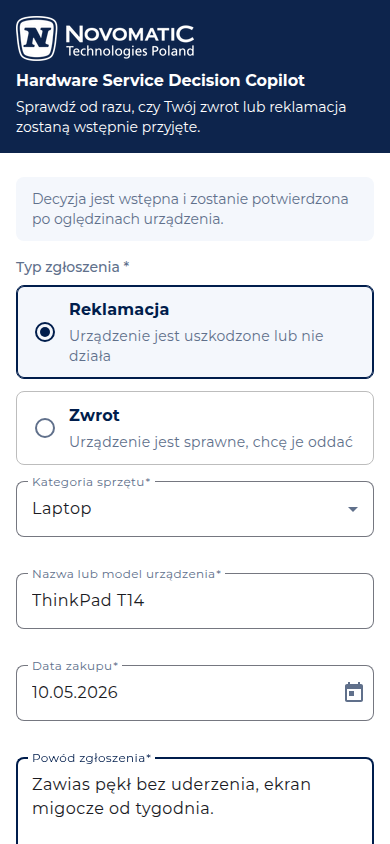 N NOVOMATIC
Technologies Poland
Hardware Service Decision Copilot
Sprawdź od razu, czy Twój zwrot lub reklamacja
zostaną wstępnie przyjęte.
Decyzja jest wstępna i zostanie potwierdzona
po oględzinach urządzenia.
Typ zgłoszenia *
Reklamacja
Urządzenie jest uszkodzone lub nie
działa
Zwrot
Urządzenie jest sprawne, chcę je oddać
Kategoria sprzętu*
Laptop
Nazwa lub model urządzenia*
ThinkPad T14
Data zakupu*
10.05.2026
Powód zgłoszenia*
Zawias pękł bez uderzenia, ekran
migocze od tygodnia.